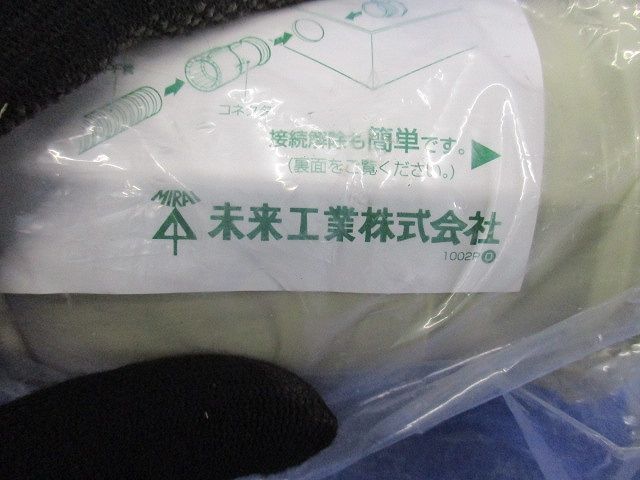 コネクタ
接続解除も簡単です。
(裏面をご覧ください。)
MIRAI
未来工業株式会社
1002P O